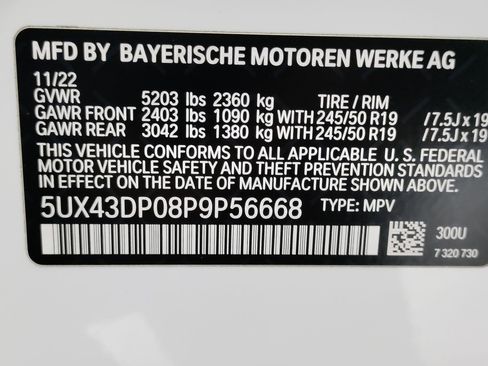 MFD BY BAYERISCHE MOTOREN WERKE AG
11/22
GVWR 5203 lbs 2360 kg TIRE / RIM
GAWR FRONT 2403 lbs 1090 kg WITH 245/50 R19 /7.5J x 19
GAWR REAR 3042 lbs 1380 kg WITH 245/50 R19 /7.5J x 19
THIS VEHICLE CONFORMS TO ALL APPLICABLE U. S. FEDERAL
MOTOR VEHICLE SAFETY AND THEFT PREVENTION STANDARDS
IN EFFECT ON THE DATE OF MANUFACTURE SHOWN ABOVE.
5UX43DP08P9P56668 TYPE: MPV
300U
7 320 730